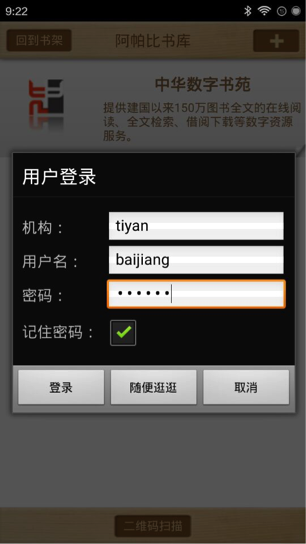 9:22
回到书架
阿帕比书库
中华数字书苑
提供建国以来150万图书全文的在线阅
读、全文检索、借阅下载等数字资源
服务。
用户登录
机构：
tiyan
用户名：
baijiang
密码：
••••••
记住密码：
登录
随便逛逛
取消
二维码扫描